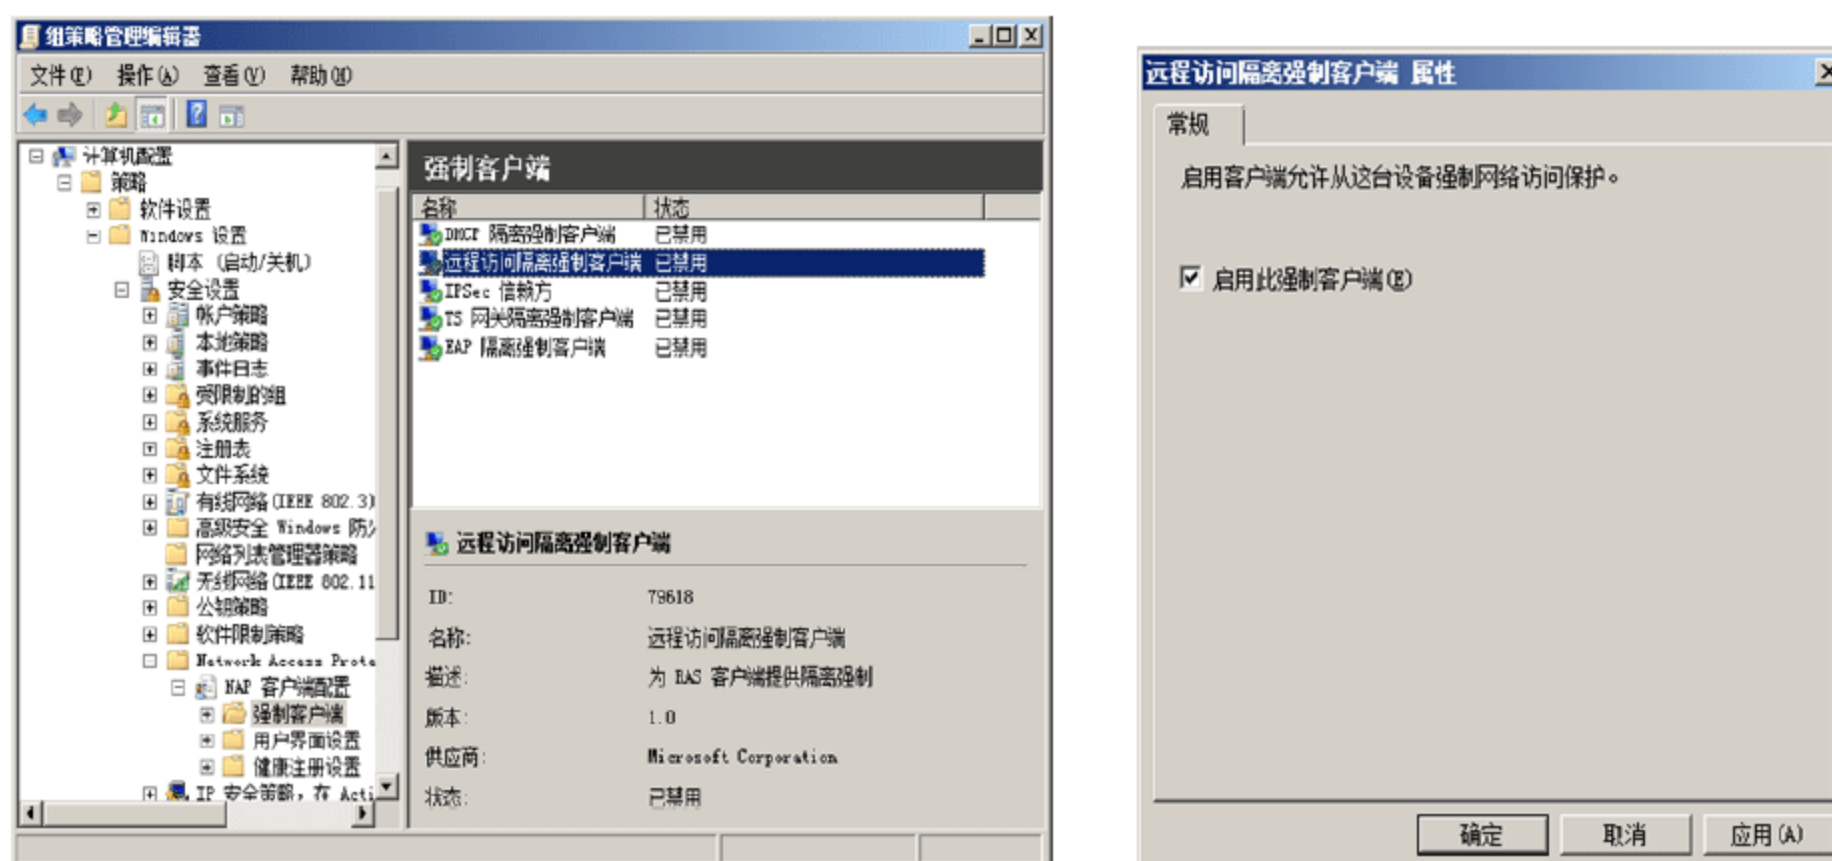 组策略管理编辑器
文件(F) 操作(A) 查看(V) 帮助(H)
计算机配置
策略
软件设置
Windows 设置
脚本 (启动/关机)
安全设置
帐户策略
本地策略
事件日志
受限制的组
系统服务
注册表
文件系统
有线网络(IEEE 802.3)
高级安全 Windows 防
网络列表管理器策略
无线网络(IEEE 802.11
公钥策略
软件限制策略
Network Access Prote
NAP 客户端配置
强制客户端
用户界面设置
健康注册设置
IP 安全策略，在 Acti
强制客户端
名称 状态
DHCP 隔离强制客户端 已禁用
远程访问隔离强制客户端 已禁用
IPSec 信赖方 已禁用
TS 网关隔离强制客户端 已禁用
EAP 隔离强制客户端 已禁用
远程访问隔离强制客户端
ID: 79618
名称: 远程访问隔离强制客户端
描述: 为 RAS 客户端提供隔离强制
版本: 1.0
供应商: Microsoft Corporation
状态: 已禁用
远程访问隔离强制客户端 属性
常规
启用客户端允许从这台设备强制网络访问保护。
启用此强制客户端(E)
确定 取消 应用(A)